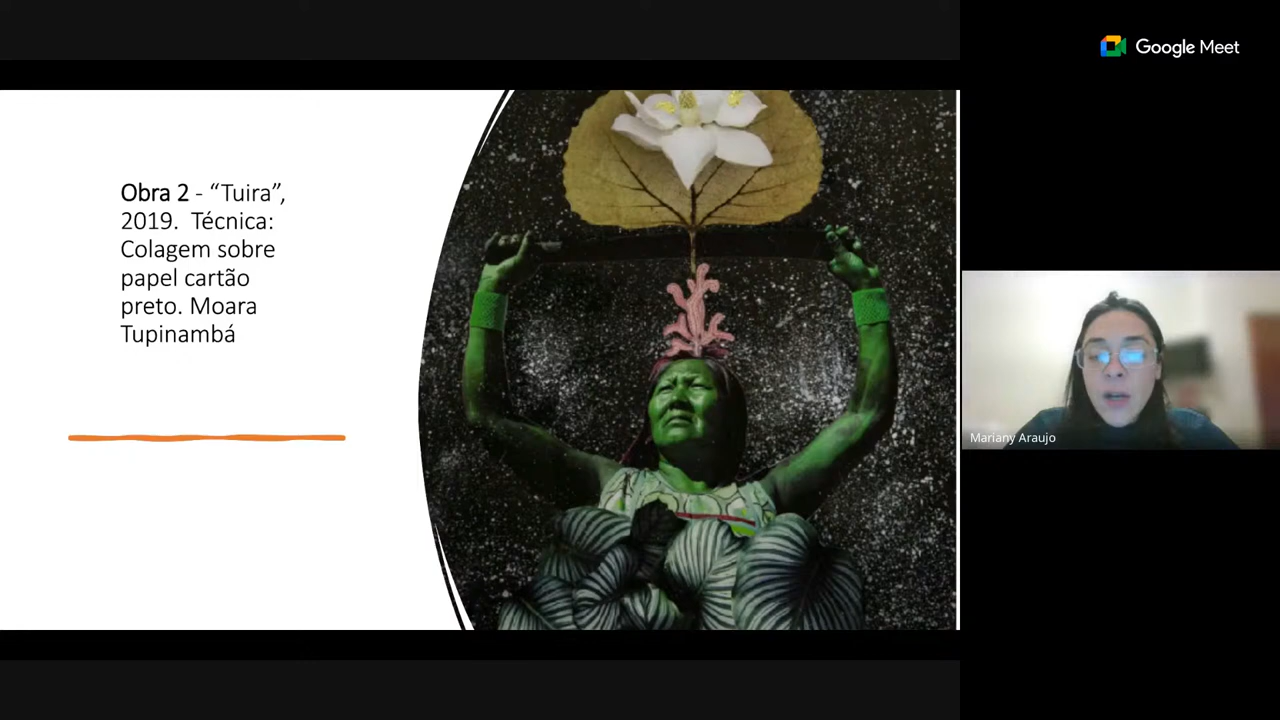 Google Meet
Obra 2 - “Tuira”,
2019.  Técnica:
Colagem sobre
papel cartão
preto. Moara
Tupinambá
Mariany Araujo